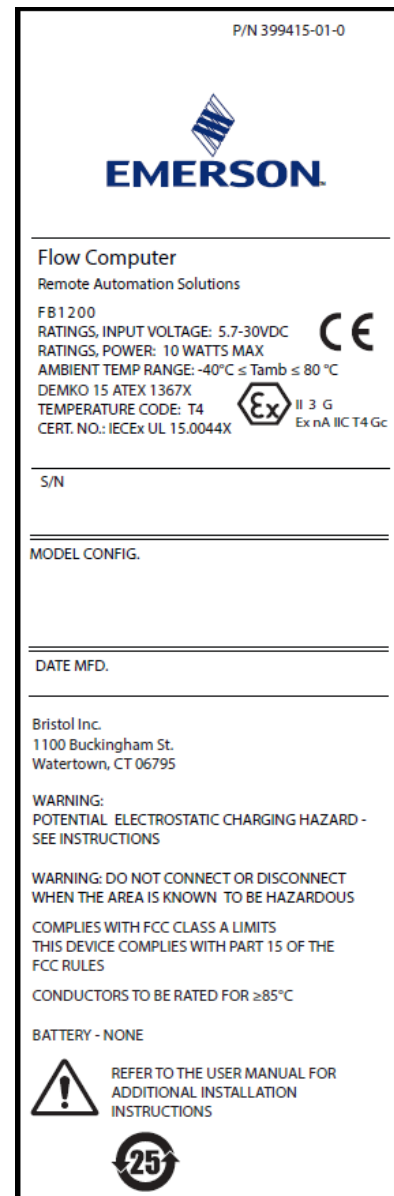 P/N 399415-01-0
EMERSON
Flow Computer
Remote Automation Solutions
FB1200
RATINGS, INPUT VOLTAGE: 5.7-30VDC
RATINGS, POWER: 10 WATTS MAX
AMBIENT TEMP RANGE: -40°C ≤ Tamb ≤ 80 °C
DEMKO 15 ATEX 1367X
TEMPERATURE CODE: T4
CERT. NO.: IECEx UL 15.0044X
CE
Ex
II 3 G
Ex nA IIC T4 Gc
S/N
MODEL CONFIG.
DATE MFD.
Bristol Inc.
1100 Buckingham St.
Watertown, CT 06795
WARNING:
POTENTIAL ELECTROSTATIC CHARGING HAZARD -
SEE INSTRUCTIONS
WARNING: DO NOT CONNECT OR DISCONNECT
WHEN THE AREA IS KNOWN TO BE HAZARDOUS
COMPLIES WITH FCC CLASS A LIMITS
THIS DEVICE COMPLIES WITH PART 15 OF THE
FCC RULES
CONDUCTORS TO BE RATED FOR ≥85°C
BATTERY - NONE
REFER TO THE USER MANUAL FOR
ADDITIONAL INSTALLATION
INSTRUCTIONS
25